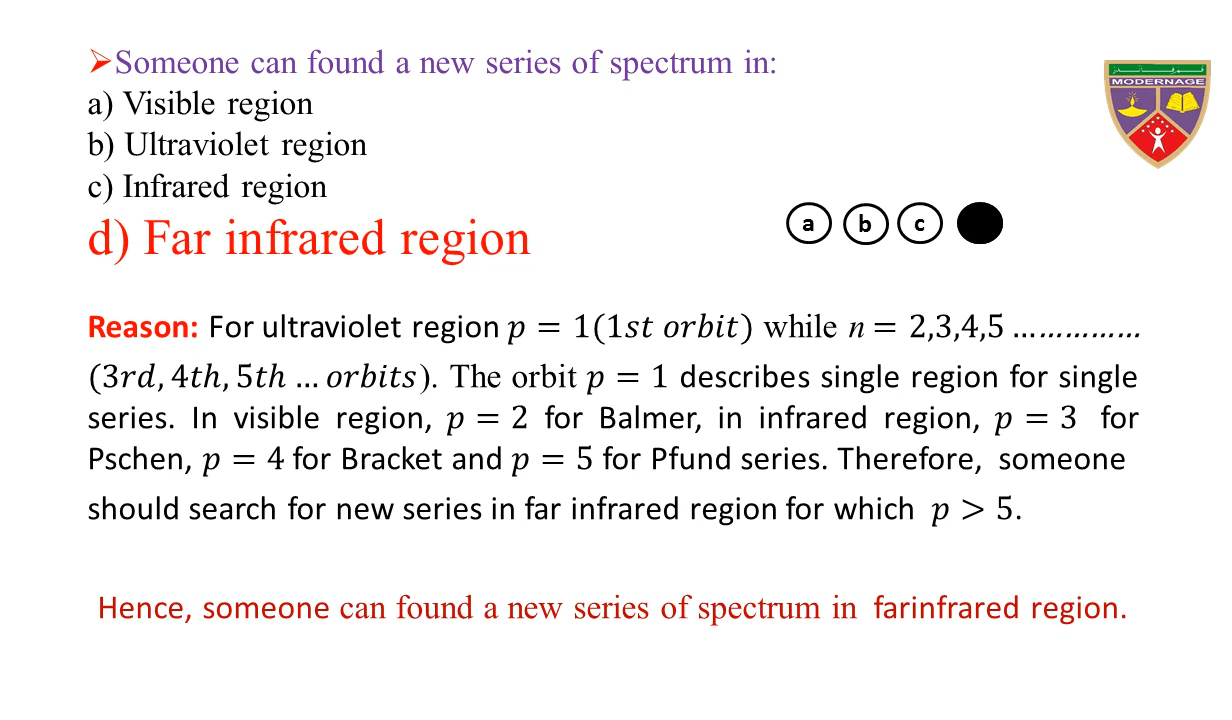 ➢Someone can found a new series of spectrum in:
a) Visible region
b) Ultraviolet region
c) Infrared region
d) Far infrared region
MODERNAGE
a b c
Reason: For ultraviolet region p = 1(1st orbit) while n = 2,3,4,5 ……………
(3rd, 4th, 5th … orbits). The orbit p = 1 describes single region for single
series. In visible region, p = 2 for Balmer, in infrared region, p = 3 for
Pschen, p = 4 for Bracket and p = 5 for Pfund series. Therefore, someone
should search for new series in far infrared region for which p > 5.
Hence, someone can found a new series of spectrum in farinfrared region.